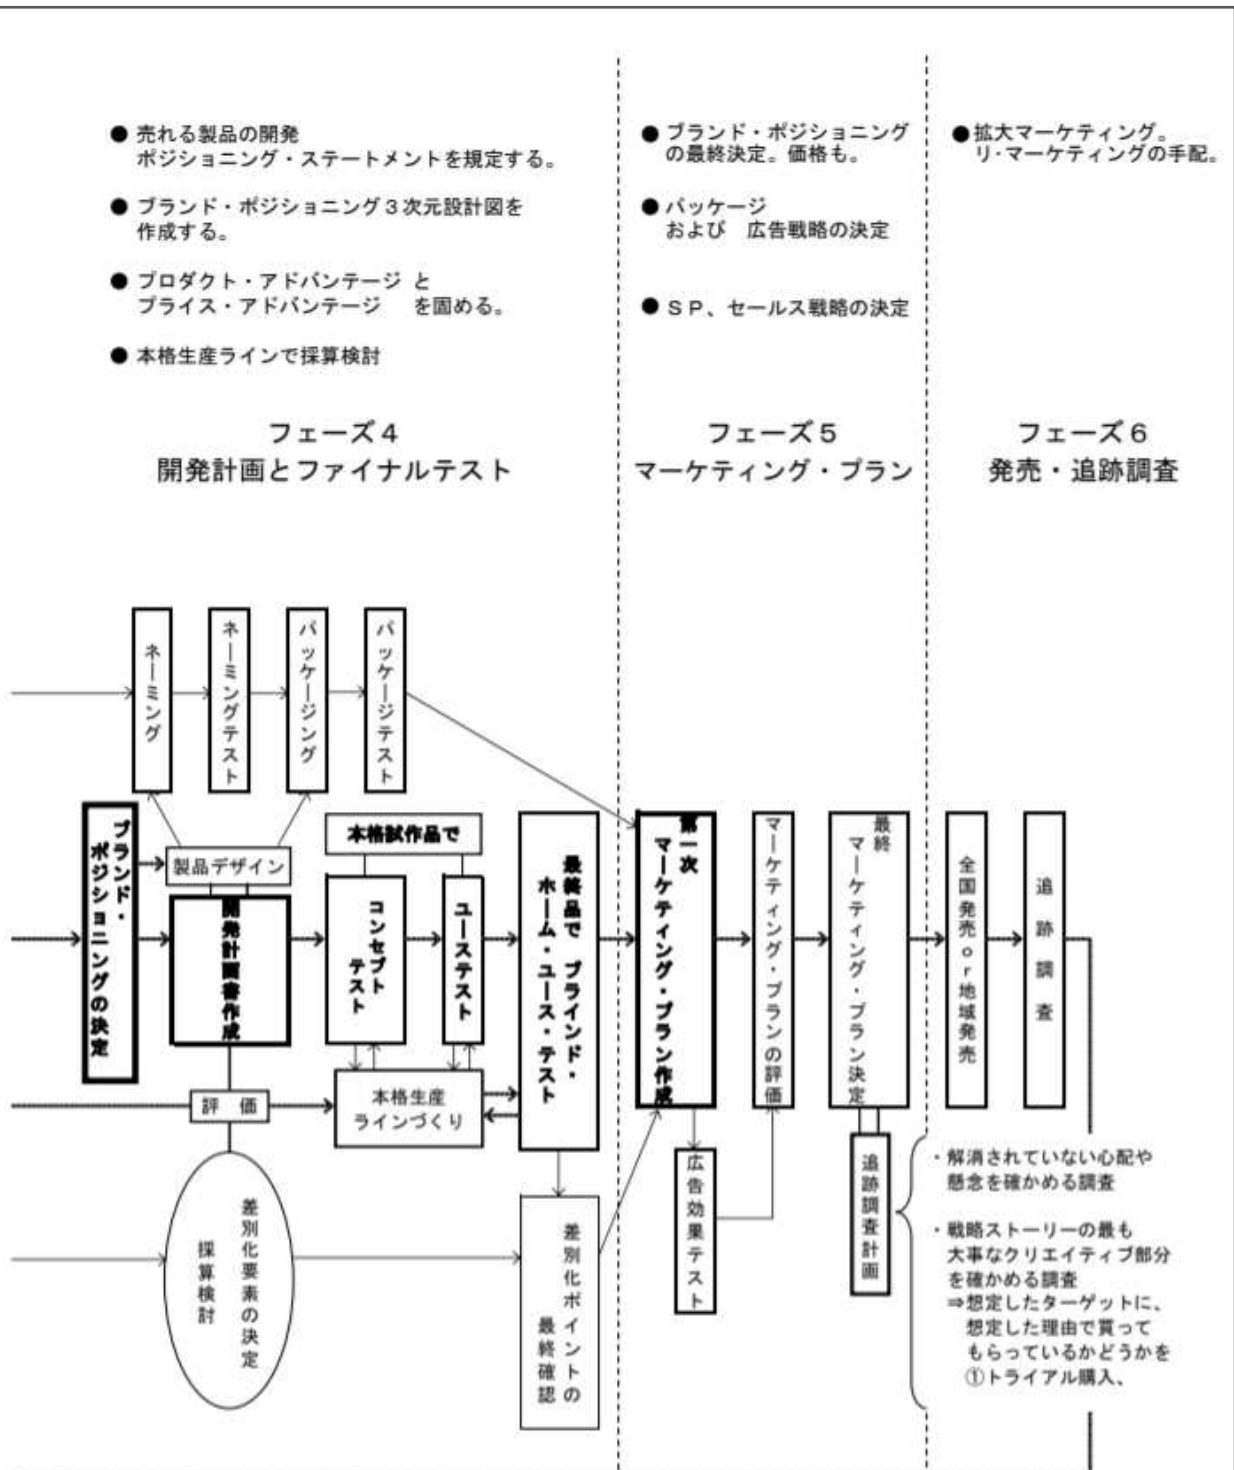 ● 売れる製品の開発
ポジショニング・ステートメントを規定する。
● ブランド・ポジショニング3次元設計図を
作成する。
● プロダクト・アドバンテージ と
プライス・アドバンテージ を固める。
● 本格生産ラインで採算検討
● ブランド・ポジショニング
の最終決定。価格も。
● パッケージ
および 広告戦略の決定
● SP、セールス戦略の決定
● 拡大マーケティング。
リ・マーケティングの手配。
フェーズ4
開発計画とファイナルテスト
フェーズ5
マーケティング・プラン
フェーズ6
発売・追跡調査
ネーミング
ネーミングテスト
パッケージング
パッケージテスト
ブランド・
ポジショニングの決定
製品デザイン
開発計画書作成
本格試作品で
コンセプト
テスト
ユーステスト
最終品で ブラインド・
ホーム・ユース・テスト
第一次
マーケティング・プラン作成
マーケティング・プランの評価
最終
マーケティング・プラン決定
全国発売or地域発売
追跡調査
評 価
本格生産
ラインづくり
差別化要素の決定
採算検討
差別化ポイントの
最終確認
広告効果テスト
追跡調査計画
・解消されていない心配や
懸念を確かめる調査
・戦略ストーリーの最も
大事なクリエイティブ部分
を確かめる調査
⇒想定したターゲットに、
想定した理由で買って
もらっているかどうかを
①トライアル購入、